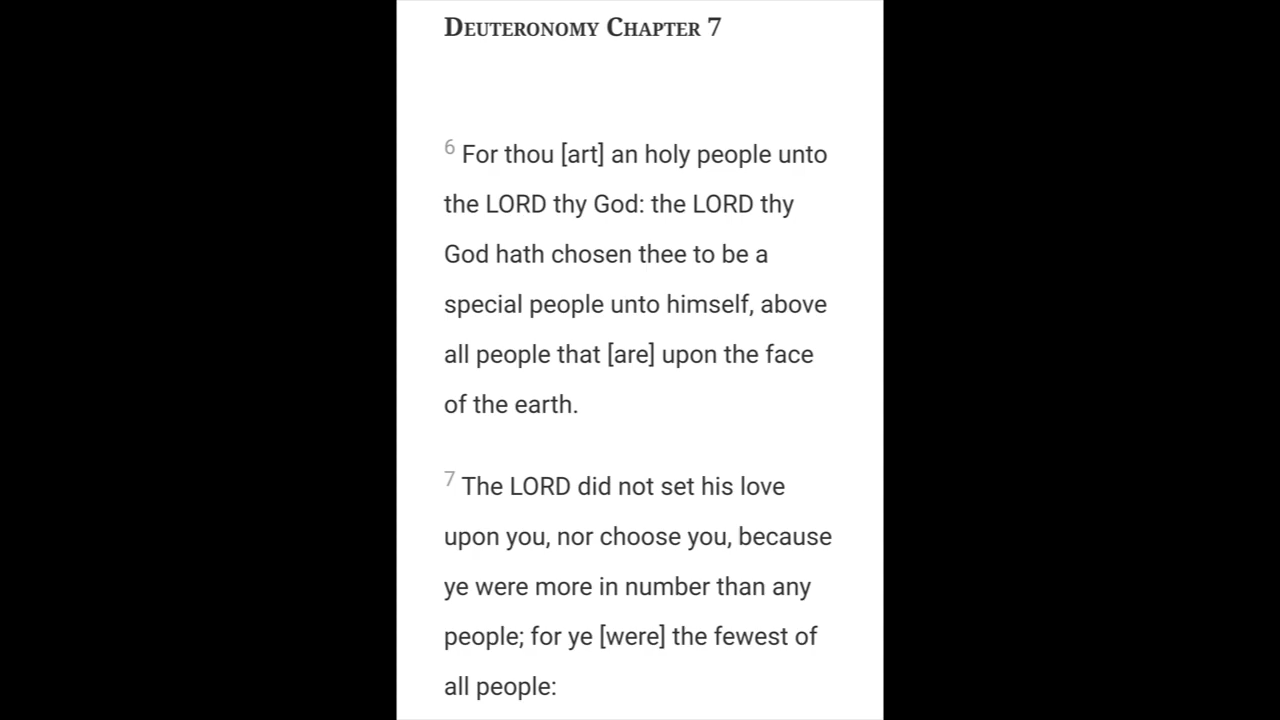 Deuteronomy Chapter 7
6 For thou [art] an holy people unto
the LORD thy God: the LORD thy
God hath chosen thee to be a
special people unto himself, above
all people that [are] upon the face
of the earth.
7 The LORD did not set his love
upon you, nor choose you, because
ye were more in number than any
people; for ye [were] the fewest of
all people: